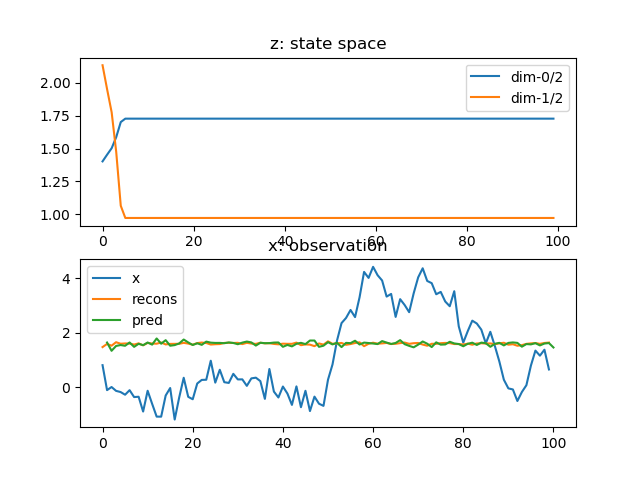 z: state space
2.00
1.75
1.50
1.25
1.00
dim-0/2
dim-1/2
0 20 40 60 80 100
x: observation
4
2
0
x
recons
pred
0 20 40 60 80 100